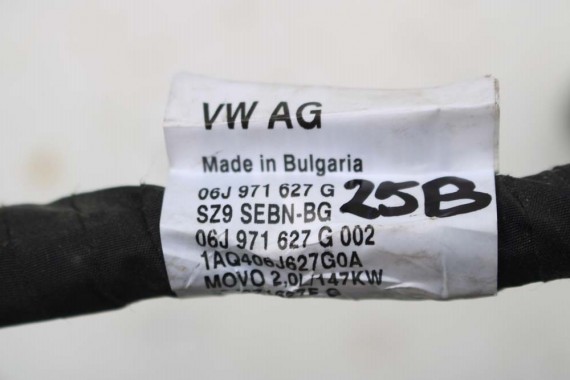 VW AG
Made in Bulgaria
06J 971 627 G
25B
SZ9 SEBN-BG
06J 971 627 G 002
1AQ406J627G0A
MOVO 2,0L/147KW